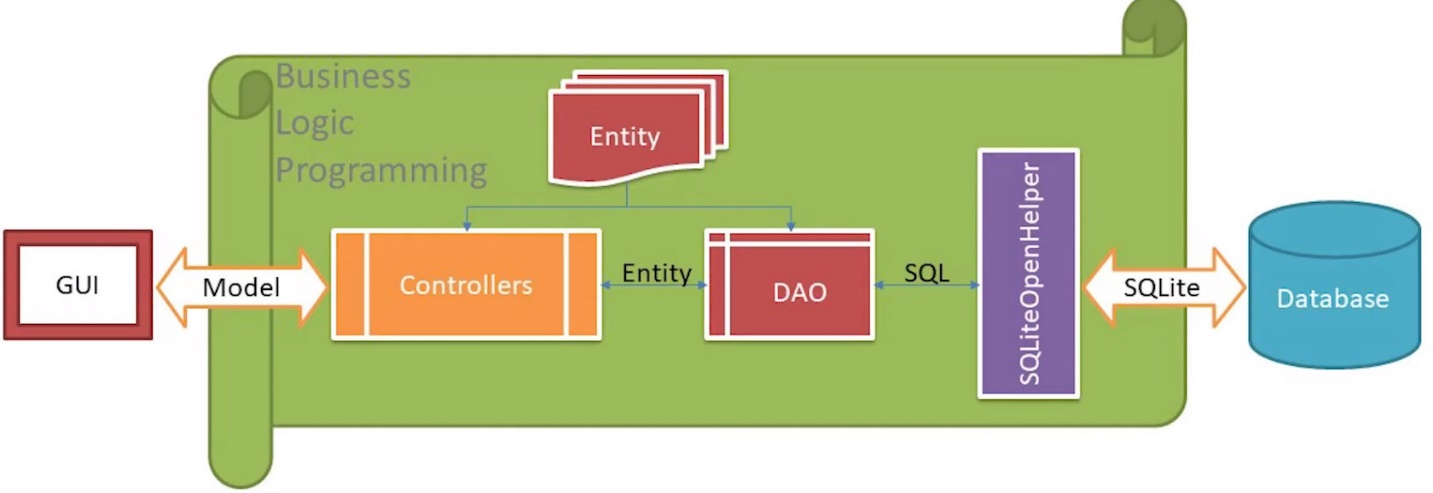 Business
Logic
Programming
Entity
GUI
Model
Controllers
Entity
DAO
SQL
SQLiteOpenHelper
SQLite
Database